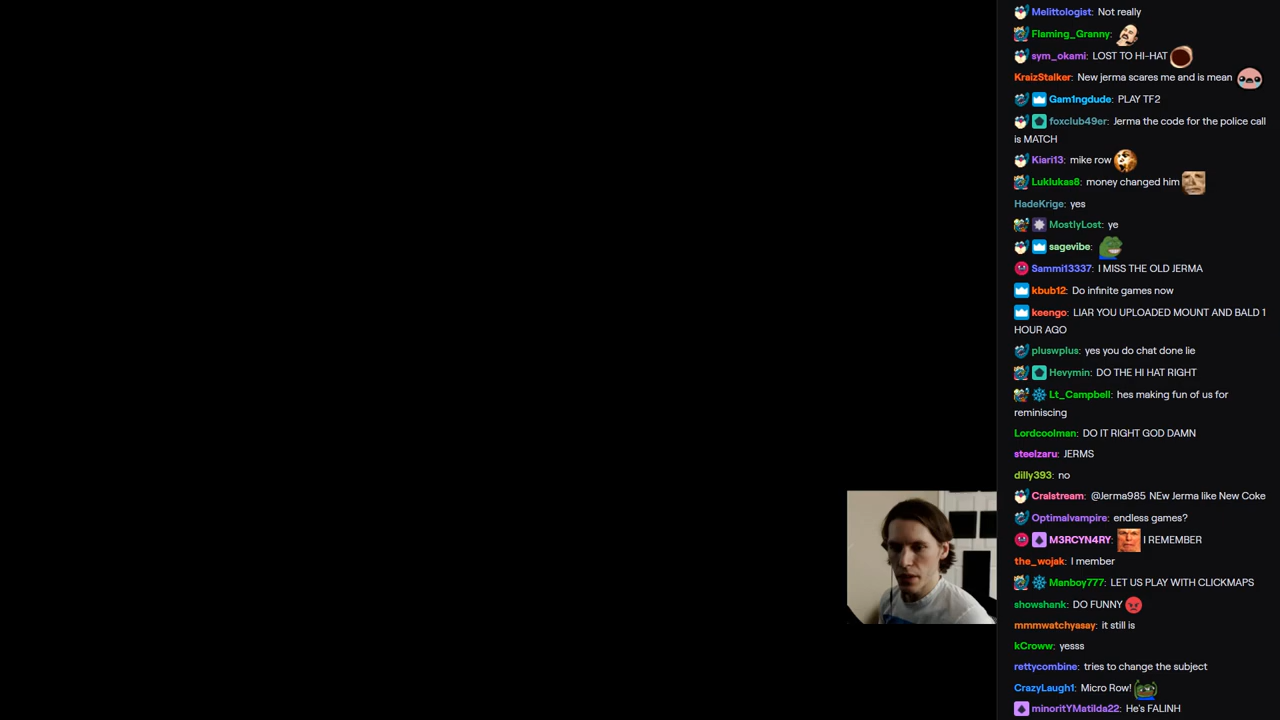 Melittologist: Not really
Flaming_Granny:
sym_okami: LOST TO HI-HAT
KraizStalker: New jerma scares me and is mean
Gam1ngdude: PLAY TF2
foxclub49er: Jerma the code for the police call
is MATCH
Kiari13: mike row
Luklukas8: money changed him
HadeKrige: yes
MostlyLost: ye
sagevibe:
Sammi13337: I MISS THE OLD JERMA
kbub12: Do infinite games now
keengo: LIAR YOU UPLOADED MOUNT AND BALD 1
HOUR AGO
pluswplus: yes you do chat done lie
Hevymin: DO THE HI HAT RIGHT
Lt_Campbell: hes making fun of us for
reminiscing
Lordcoolman: DO IT RIGHT GOD DAMN
steelzaru: JERMS
dilly393: no
Cralstream: @Jerma985 NEw Jerma like New Coke
Optimalvampire: endless games?
M3RCYN4RY: I REMEMBER
the_wojak: I member
Manboy777: LET US PLAY WITH CLICKMAPS
showshank: DO FUNNY
mmmwatchyasay: it still is
kCroww: yesss
rettycombine: tries to change the subject
CrazyLaugh1: Micro Row!
minoritYMatilda22: He's FALINH